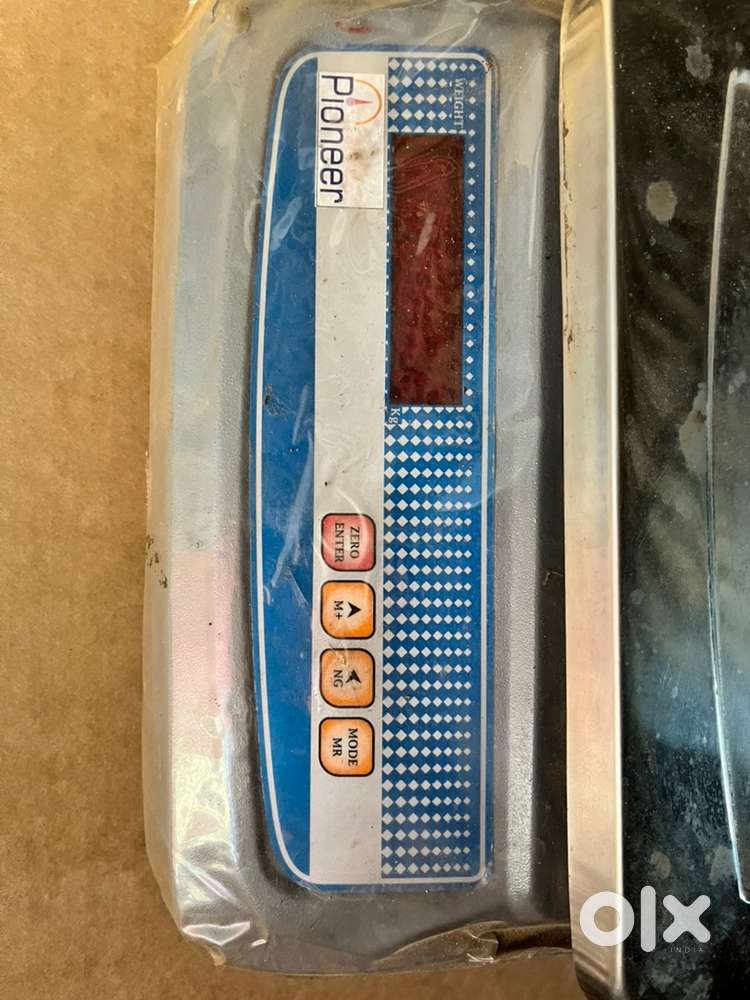 Pioneer
WEIGHT
Kg
ZERO
ENTER
M+
NG
MODE
MR
olx
INDIA